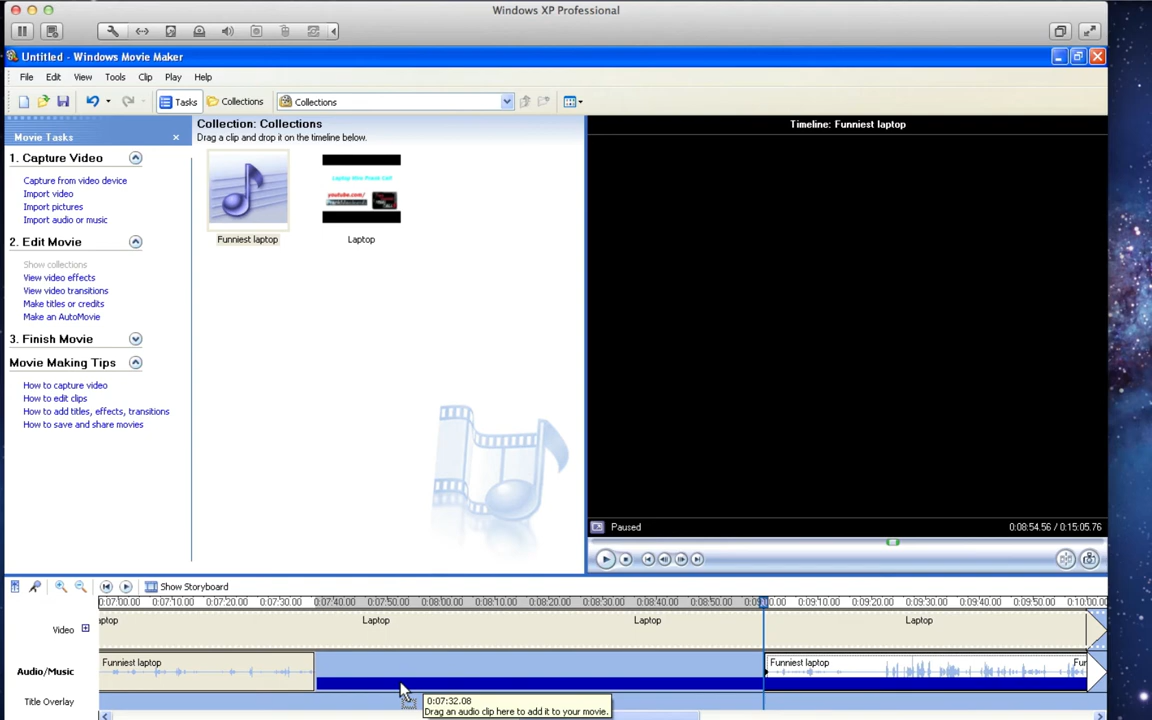 Windows XP Professional
Untitled - Windows Movie Maker
File Edit View Tools Clip Play Help
Tasks Collections Collections
Movie Tasks
1. Capture Video
Capture from video device
Import video
Import pictures
Import audio or music
2. Edit Movie
Show collections
View video effects
View video transitions
Make titles or credits
Make an AutoMovie
3. Finish Movie
Movie Making Tips
How to capture video
How to edit clips
How to add titles, effects, transitions
How to save and share movies
Collection: Collections
Drag a clip and drop it on the timeline below.
Funniest laptop
Laptop
youtube.com/
Timeline: Funniest laptop
Paused
0:08:54.56 / 0:15:05.76
Show Storyboard
0:07:00.00 0:07:10.00 0:07:20.00 0:07:30.00 0:07:40.00 0:07:50.00 0:08:00.00 0:08:10.00 0:08:20.00 0:08:30.00 0:08:40.00 0:08:50.00 0:09:10.00 0:09:20.00 0:09:30.00 0:09:40.00 0:09:50.00 0:10:00.00
Video
ptop Laptop Laptop Laptop
Audio/Music
Funniest laptop Funniest laptop Fur
Title Overlay
0:07:32.08
Drag an audio clip here to add it to your movie.